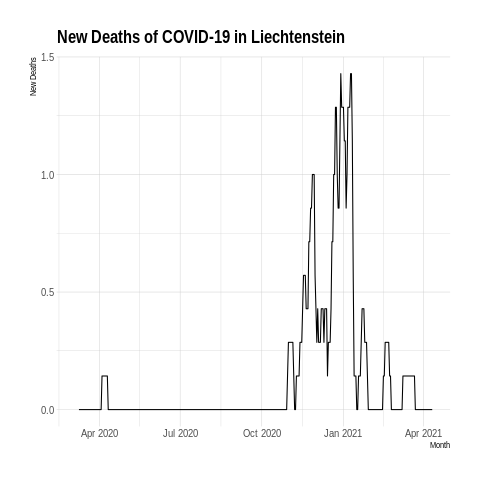 New Deaths of COVID-19 in Liechtenstein
New Deaths
1.5
1.0
0.5
0.0
Apr 2020 Jul 2020 Oct 2020 Jan 2021 Apr 2021
Month